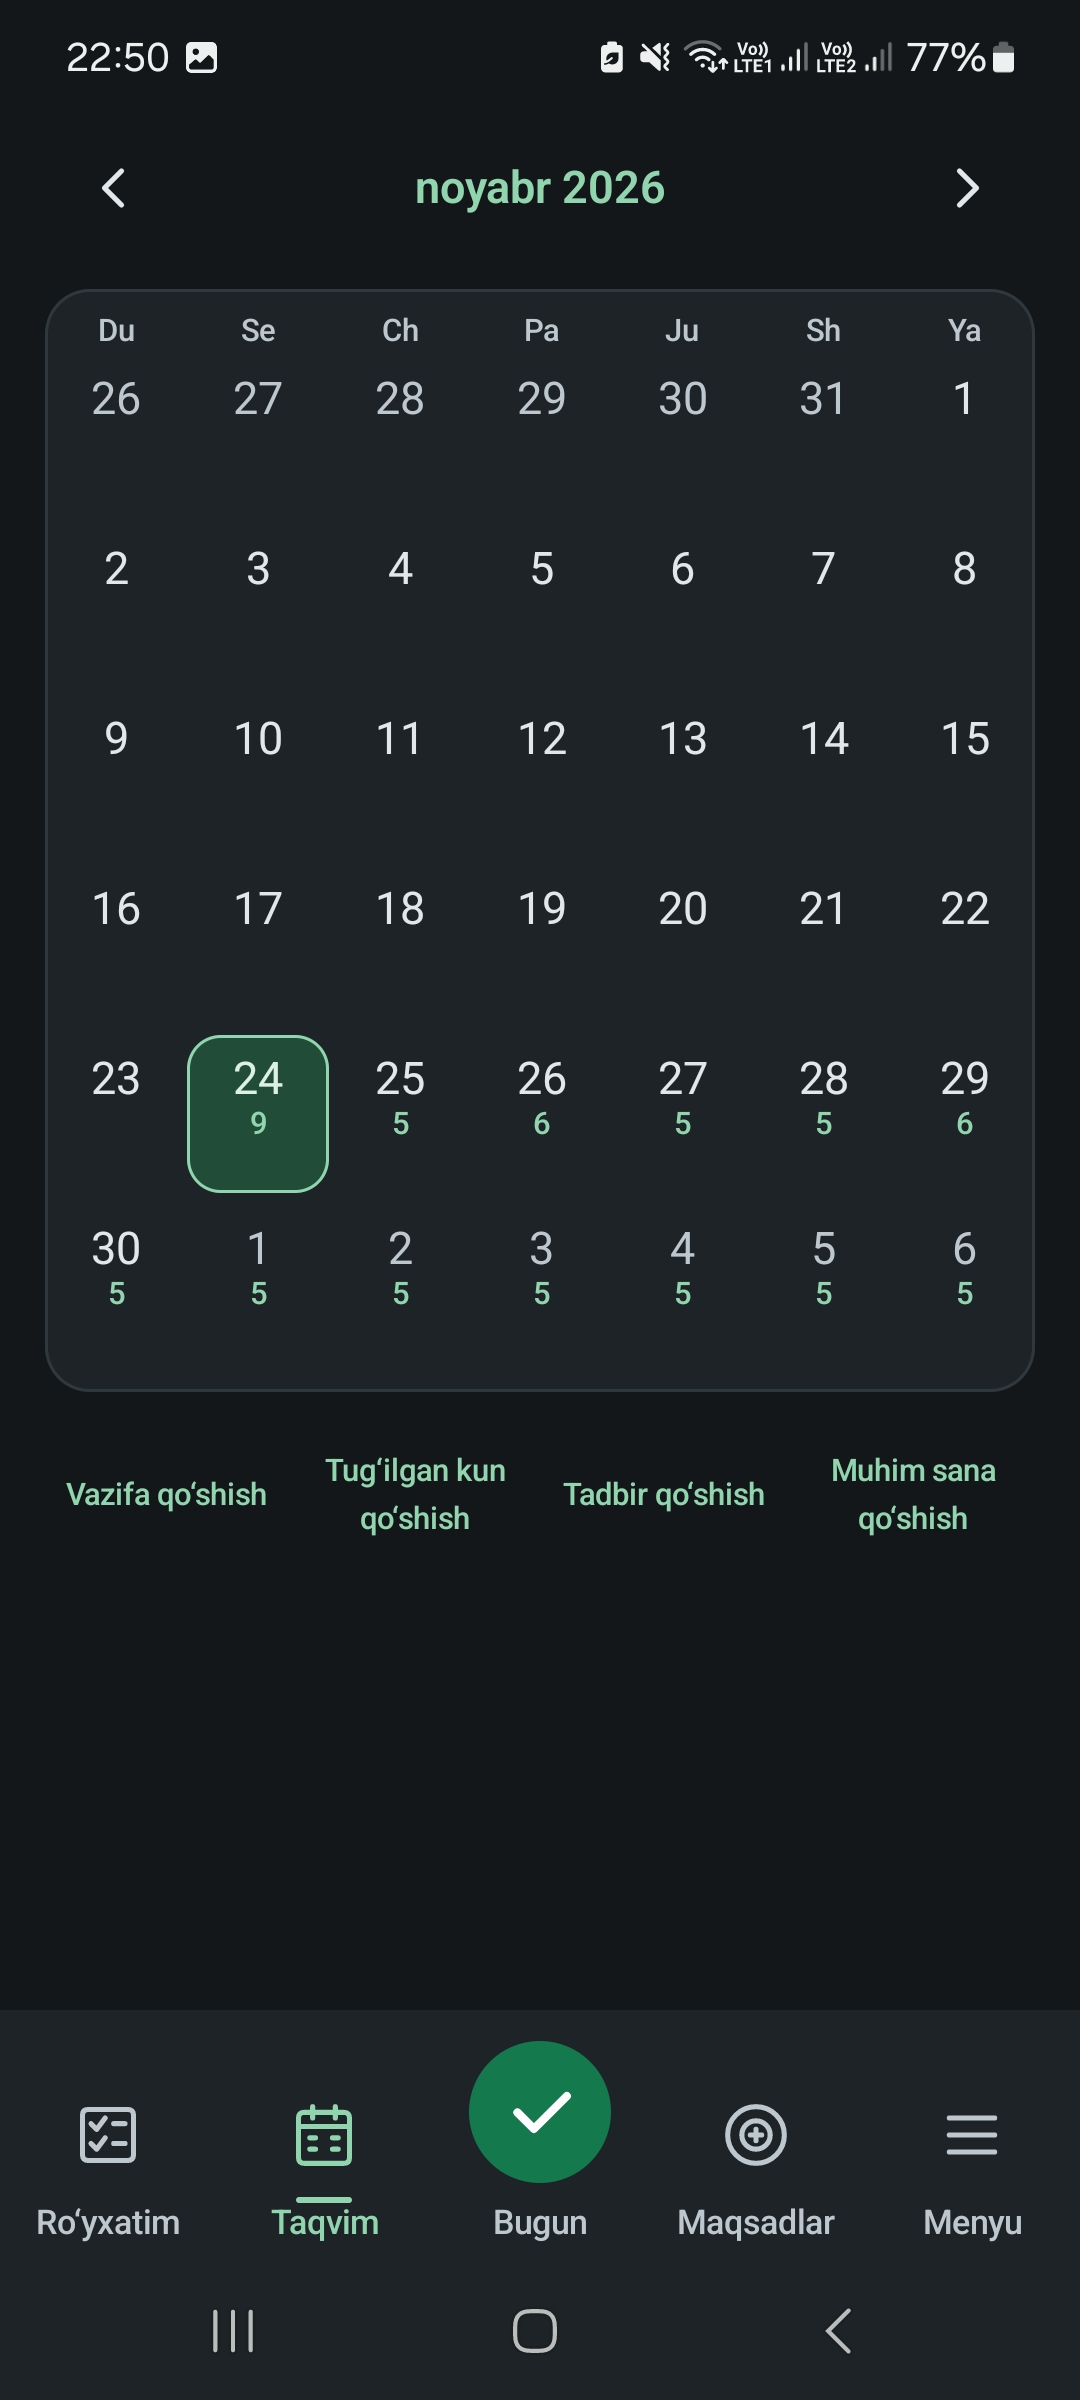 22:50 Vo)) LTE1 Vo)) LTE2 77%
noyabr 2026
Du Se Ch Pa Ju Sh Ya
26 27 28 29 30 31 1
2 3 4 5 6 7 8
9 10 11 12 13 14 15
16 17 18 19 20 21 22
23 24 25 26 27 28 29
9 5 6 5 5 6
30 1 2 3 4 5 6
5 5 5 5 5 5 5
Vazifa qo‘shish
Tug‘ilgan kun
qo‘shish
Tadbir qo‘shish
Muhim sana
qo‘shish
Ro‘yxatim Taqvim Bugun Maqsadlar Menyu